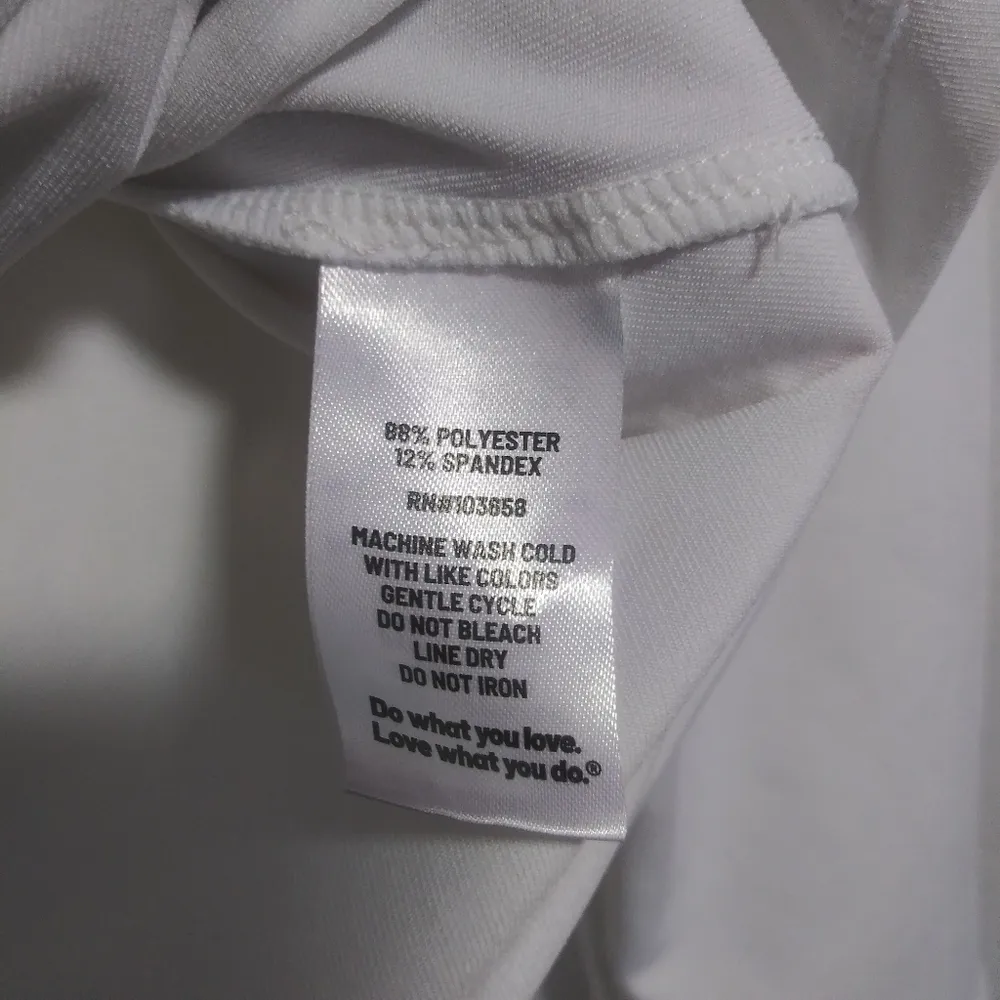 88% POLYESTER
12% SPANDEX
RN#103658
MACHINE WASH COLD
WITH LIKE COLORS
GENTLE CYCLE
DO NOT BLEACH
LINE DRY
DO NOT IRON
Do what you love.
Love what you do.®